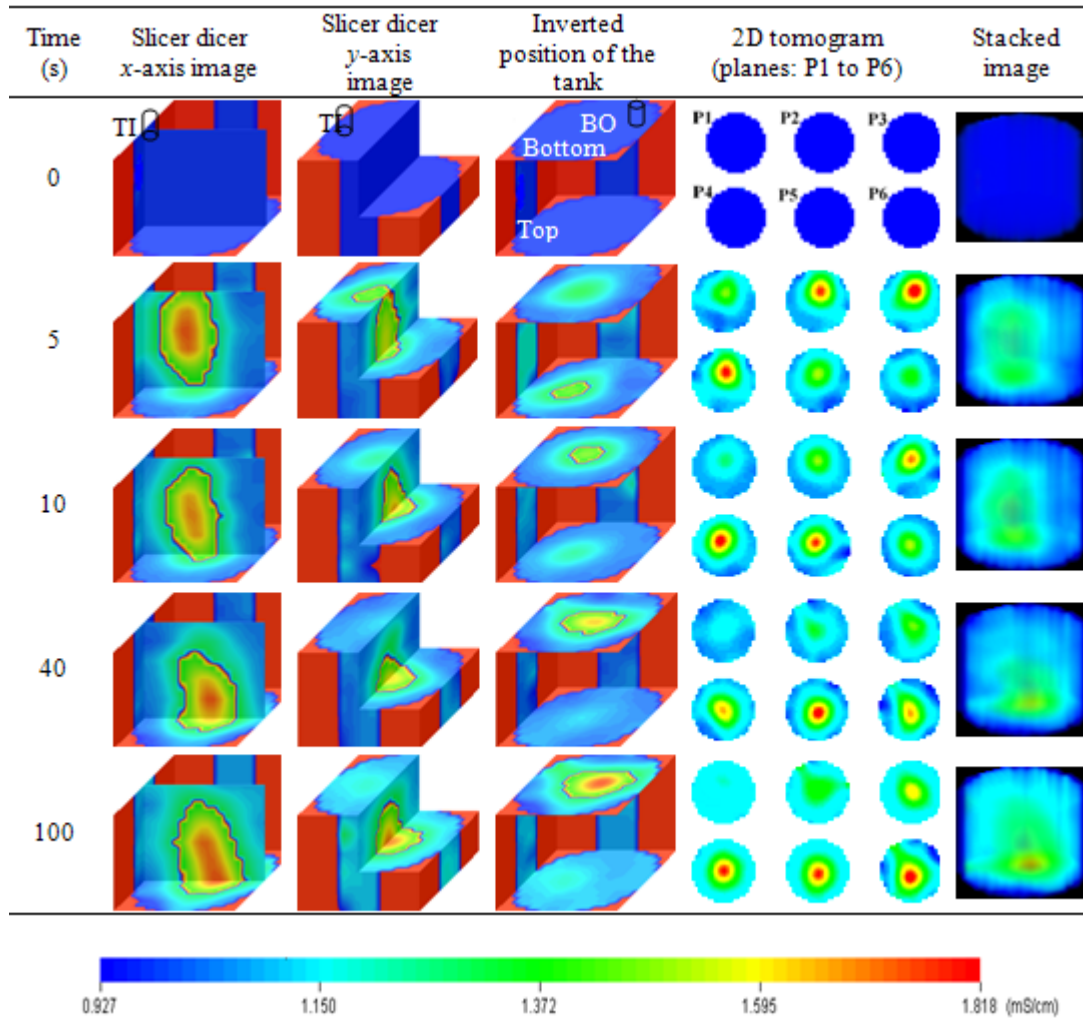 Time
(s)
Slicer dicer
x-axis image
Slicer dicer
y-axis
image
Inverted
position of the
tank
2D tomogram
(planes: P1 to P6)
Stacked
image
0
TI
TI
BO
Bottom
Top
P1
P2
P3
P4
P5
P6
5
10
40
100
0.927
1.150
1.372
1.595
1.818 (mS/cm)